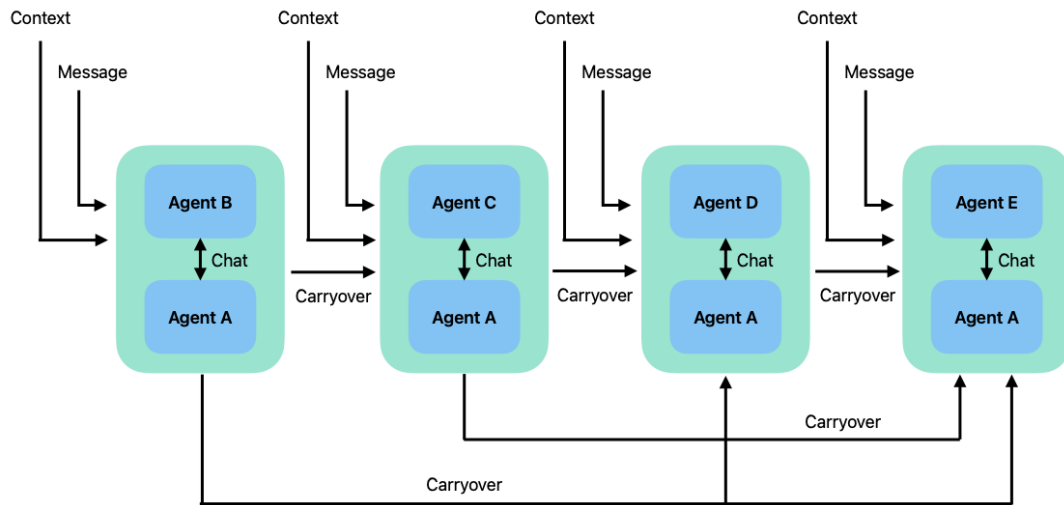 Context
Context
Context
Context
Message
Message
Message
Message
Agent B
Agent C
Agent D
Agent E
Chat
Chat
Chat
Chat
Carryover
Carryover
Carryover
Agent A
Agent A
Agent A
Agent A
Carryover
Carryover